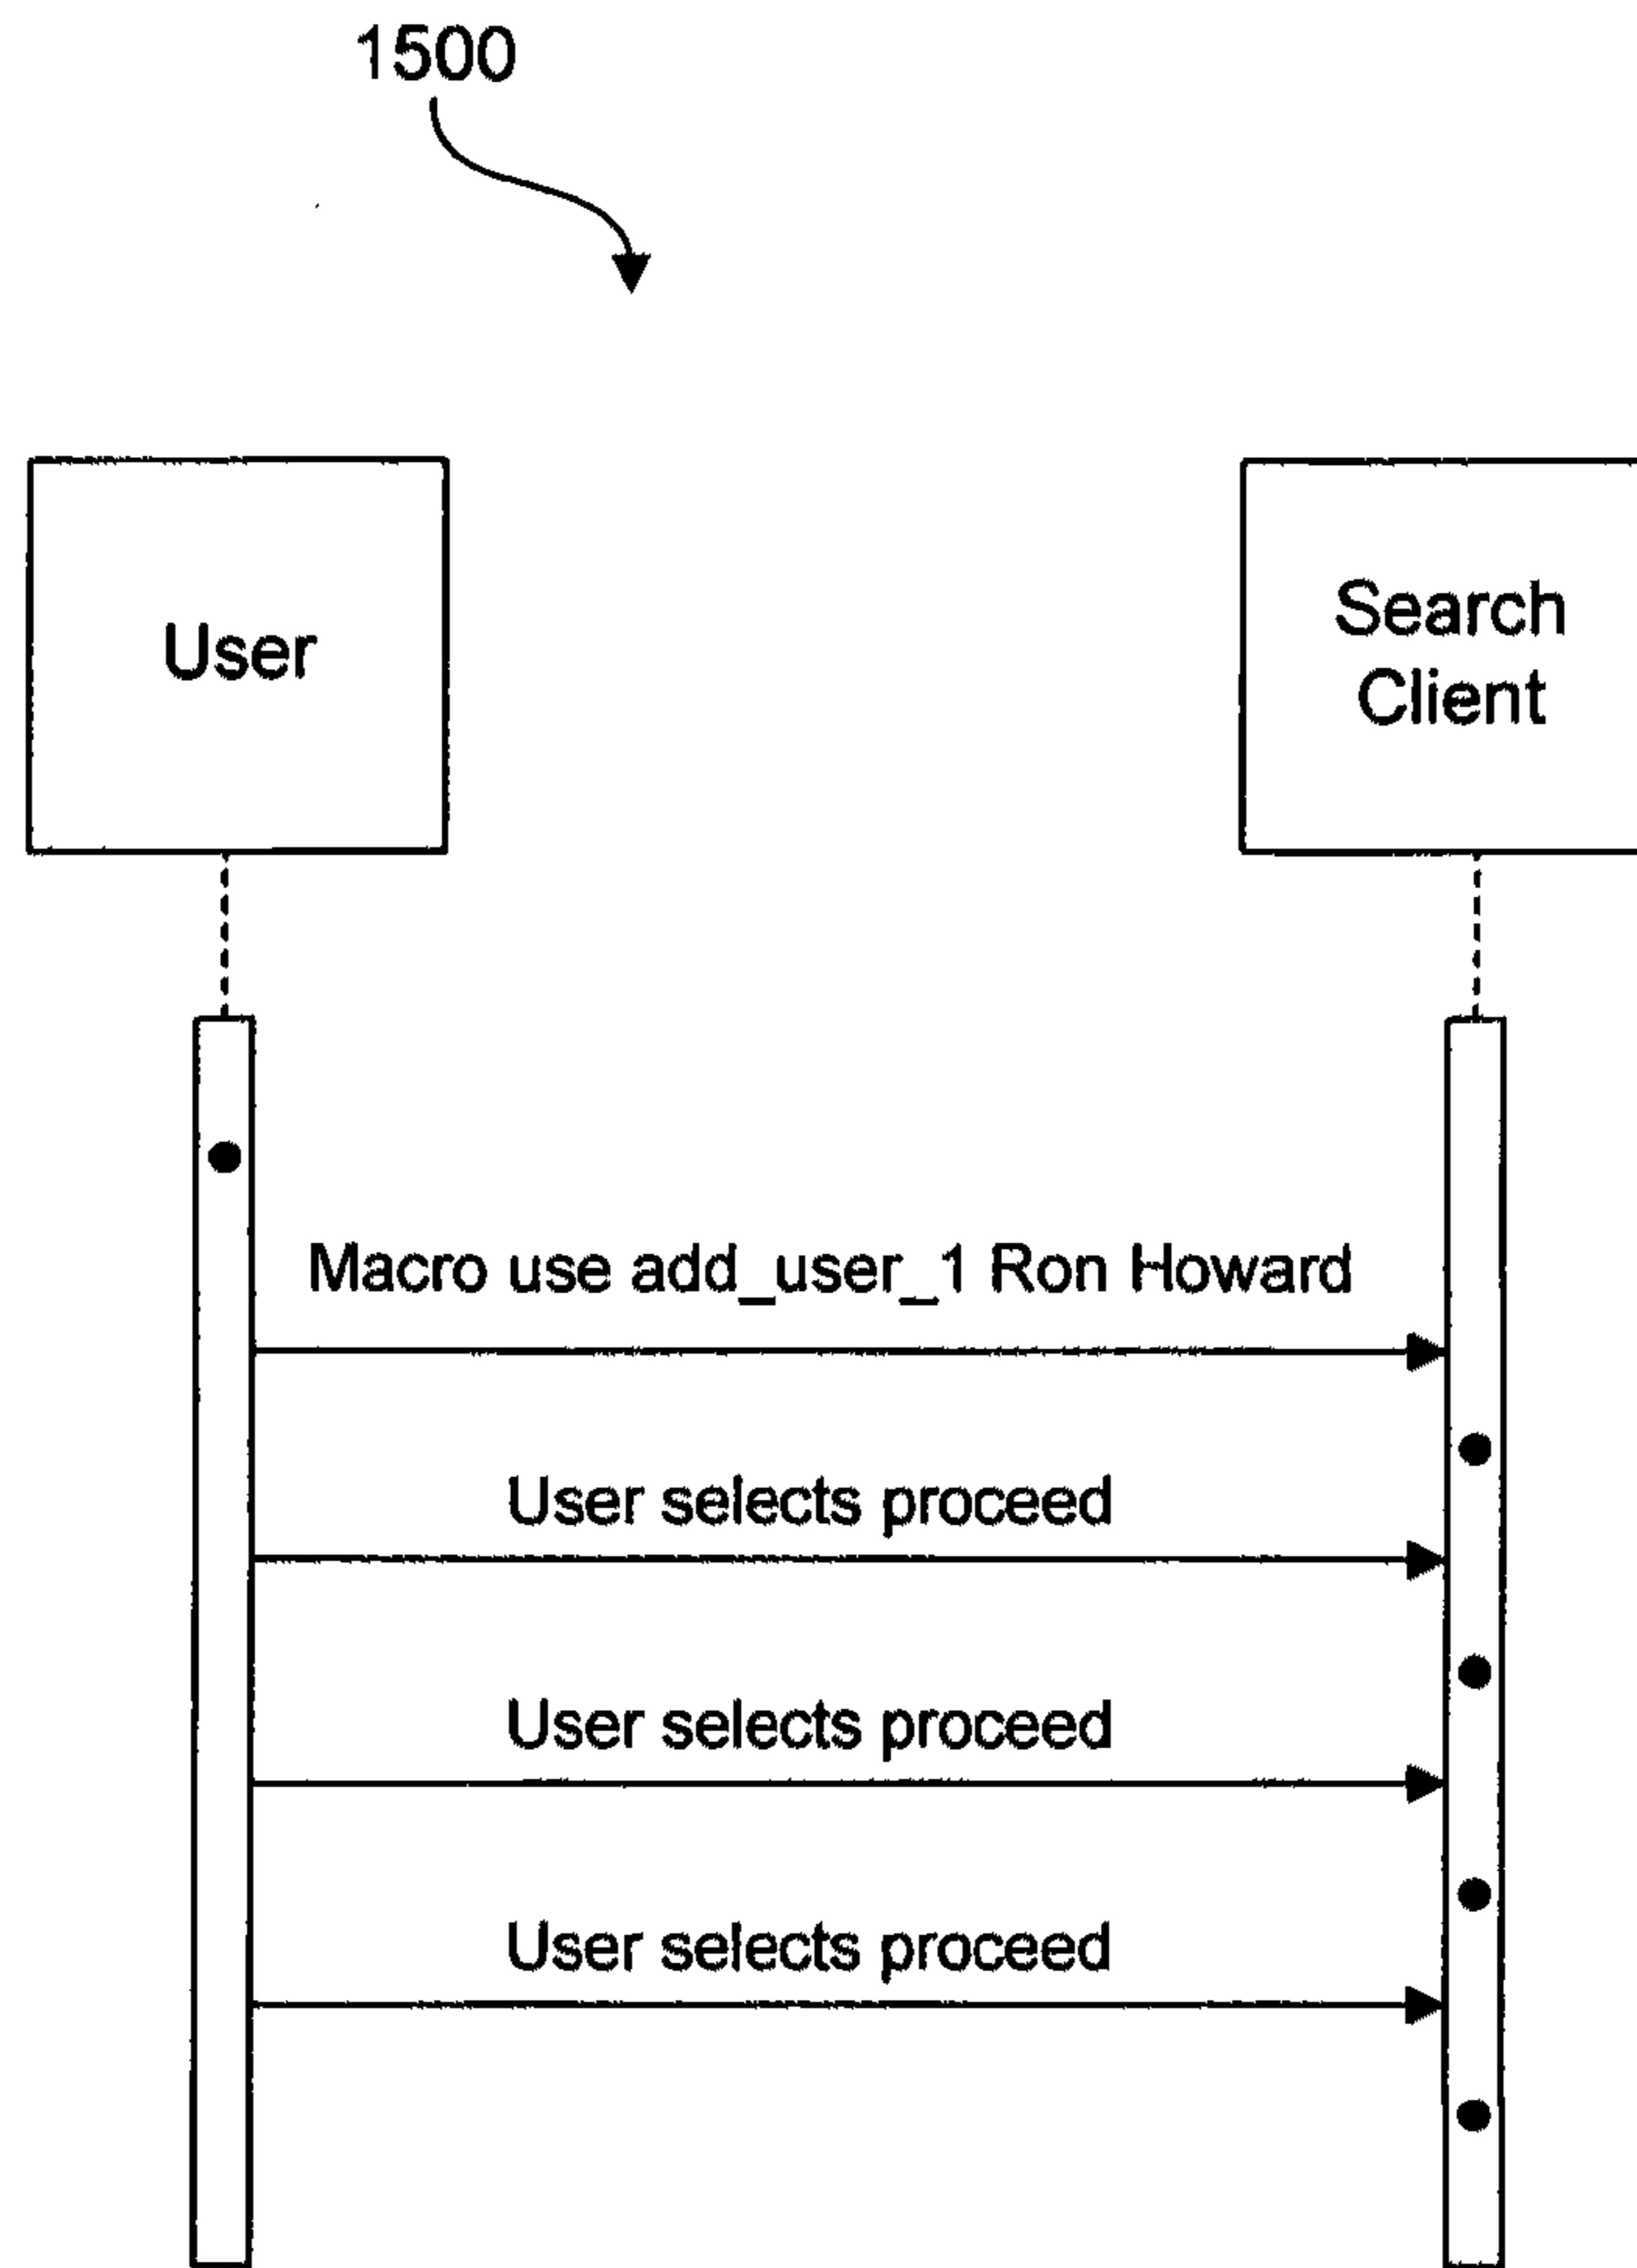 1500
User
Search
Client
Macro use add_user_1 Ron Howard
User selects proceed
User selects proceed
User selects proceed